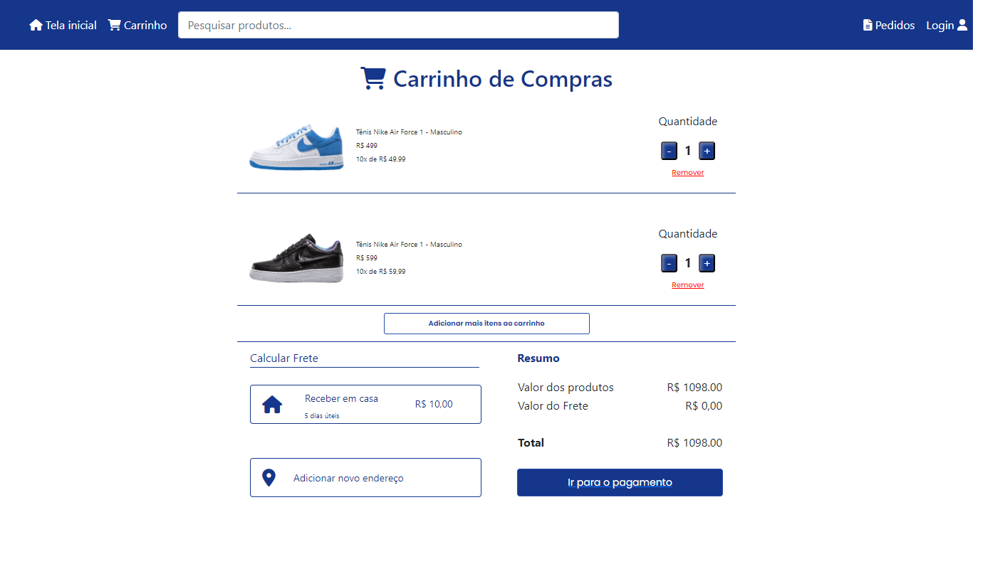 Tela inicial Carrinho Pesquisar produtos... Pedidos Login
Carrinho de Compras
Tênis Nike Air Force 1 - Masculino
R$ 499
10x de R$ 49,99
Quantidade
- 1 +
Remover
Tênis Nike Air Force 1 - Masculino
R$ 599
10x de R$ 59,99
Quantidade
- 1 +
Remover
Adicionar mais itens ao carrinho
Calcular Frete
Receber em casa
5 dias úteis
R$ 10,00
Adicionar novo endereço
Resumo
Valor dos produtos R$ 1098.00
Valor do Frete R$ 0,00
Total R$ 1098.00
Ir para o pagamento